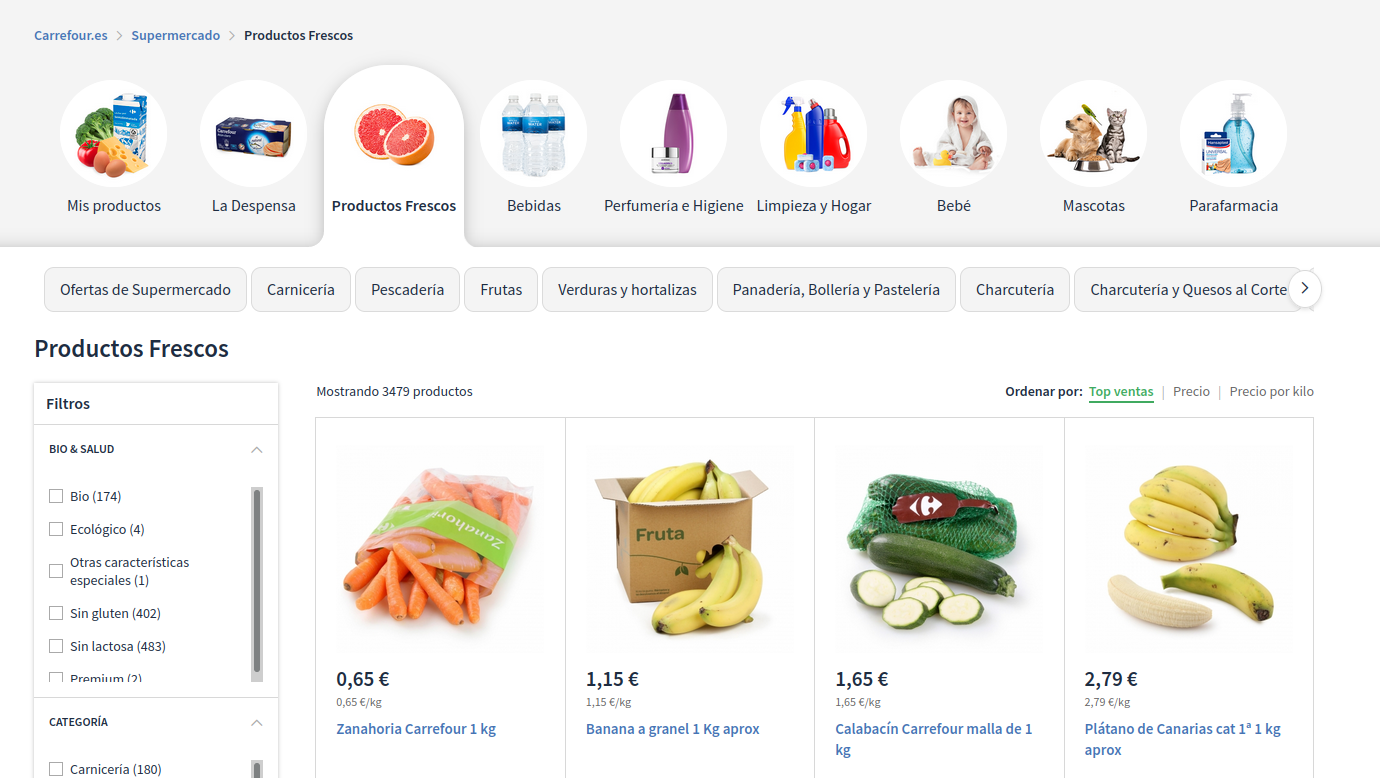 Carrefour.es > Supermercado > Productos Frescos
Mis productos
La Despensa
Productos Frescos
Bebidas
Perfumería e Higiene
Limpieza y Hogar
Bebé
Mascotas
Parafarmacia
Ofertas de Supermercado
Carnicería
Pescadería
Frutas
Verduras y hortalizas
Panadería, Bollería y Pastelería
Charcutería
Charcutería y Quesos al Corte
Productos Frescos
Filtros
BIO & SALUD
Bio (174)
Ecológico (4)
Otras características
especiales (1)
Sin gluten (402)
Sin lactosa (483)
Premium (2)
CATEGORÍA
Carnicería (180)
Mostrando 3479 productos
Ordenar por: Top ventas | Precio | Precio por kilo
Zanahori
0,65 €
0,65 €/kg
Zanahoria Carrefour 1 kg
Fruta
1,15 €
1,15 €/kg
Banana a granel 1 Kg aprox
1,65 €
1,65 €/kg
Calabacín Carrefour malla de 1
kg
2,79 €
2,79 €/kg
Plátano de Canarias cat 1ª 1 kg
aprox